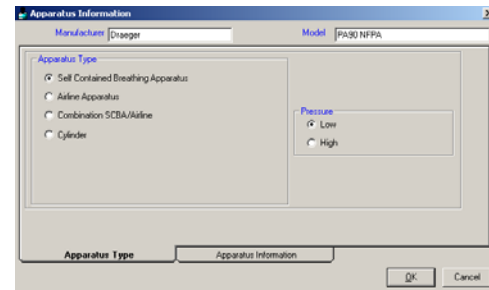 Apparatus Information
Manufacturer Draeger Model PA90 NFPA
Apparatus Type
Self Contained Breathing Apparatus
Airline Apparatus
Combination SCBA/Airline
Cylinder
Pressure
Low
High
Apparatus Type Apparatus Information
OK Cancel